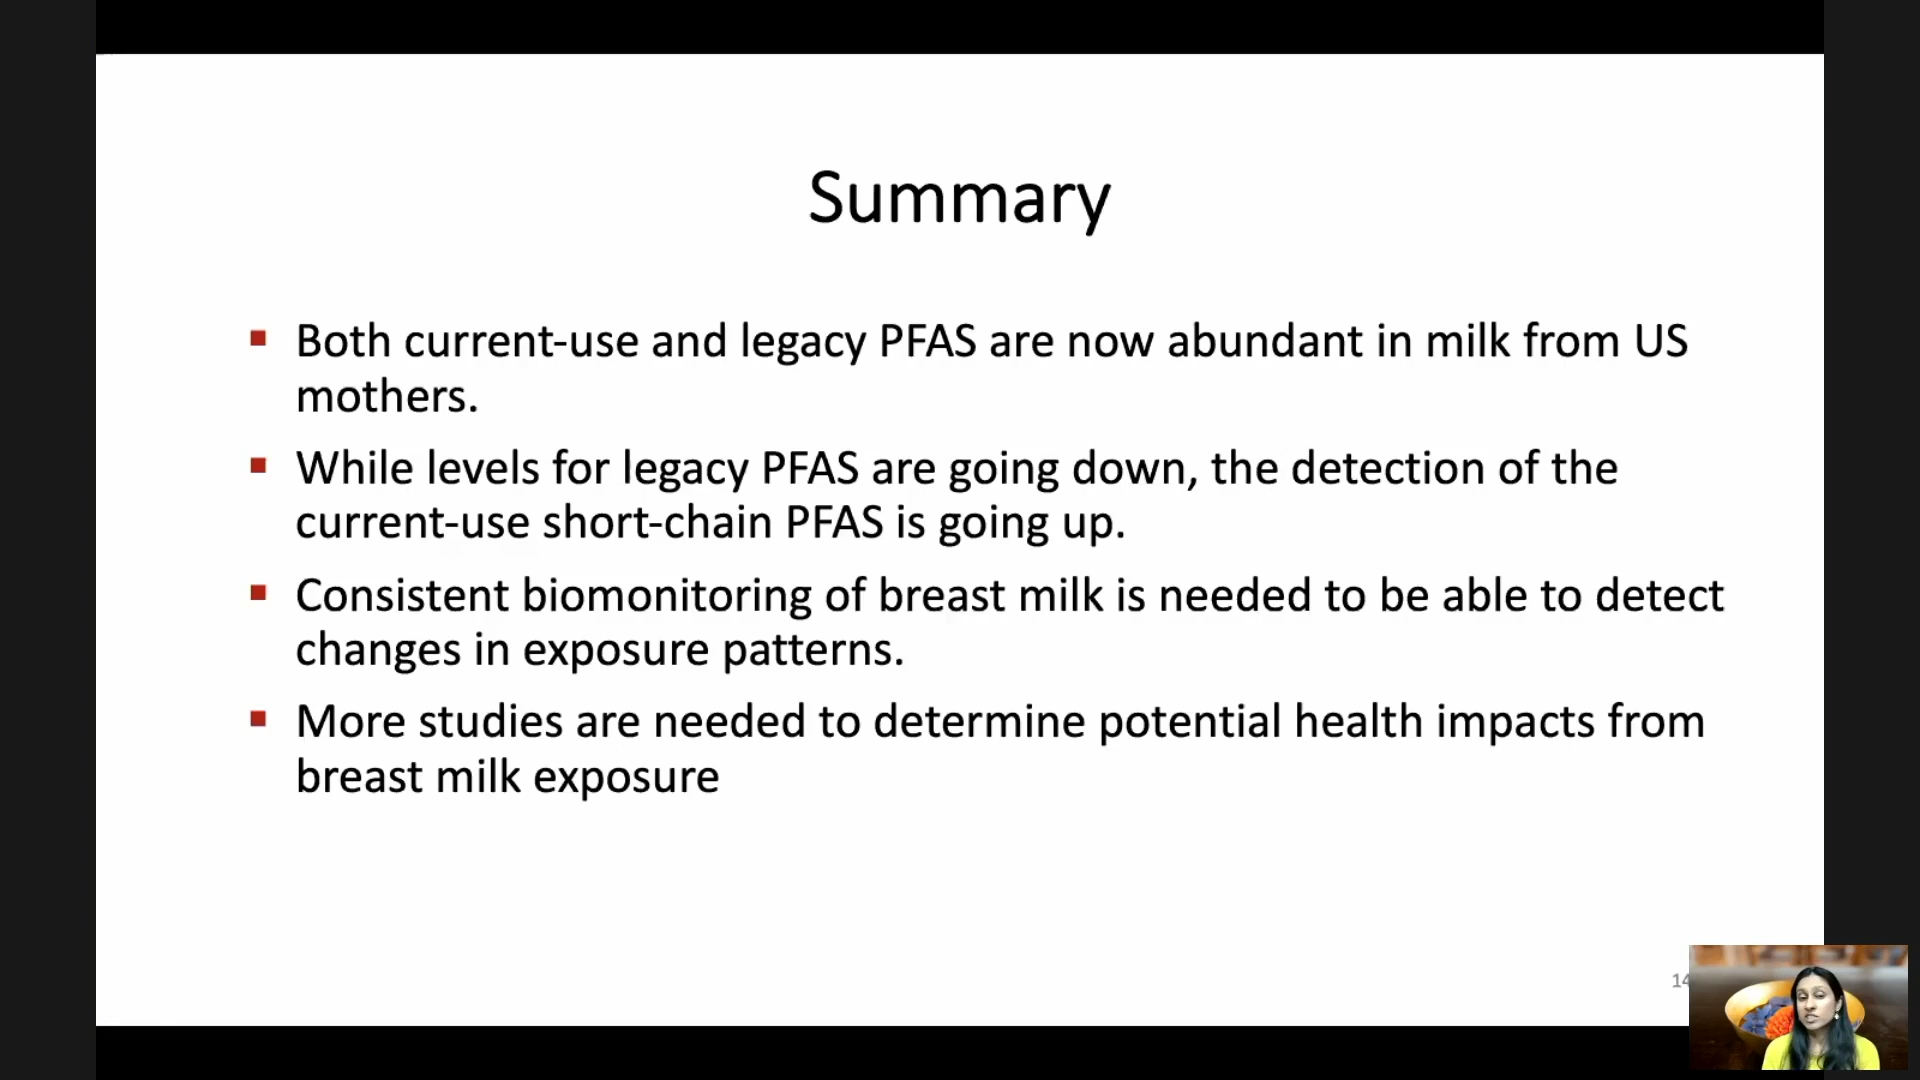 Summary
Both current-use and legacy PFAS are now abundant in milk from US
mothers.
While levels for legacy PFAS are going down, the detection of the
current-use short-chain PFAS is going up.
Consistent biomonitoring of breast milk is needed to be able to detect
changes in exposure patterns.
More studies are needed to determine potential health impacts from
breast milk exposure
14